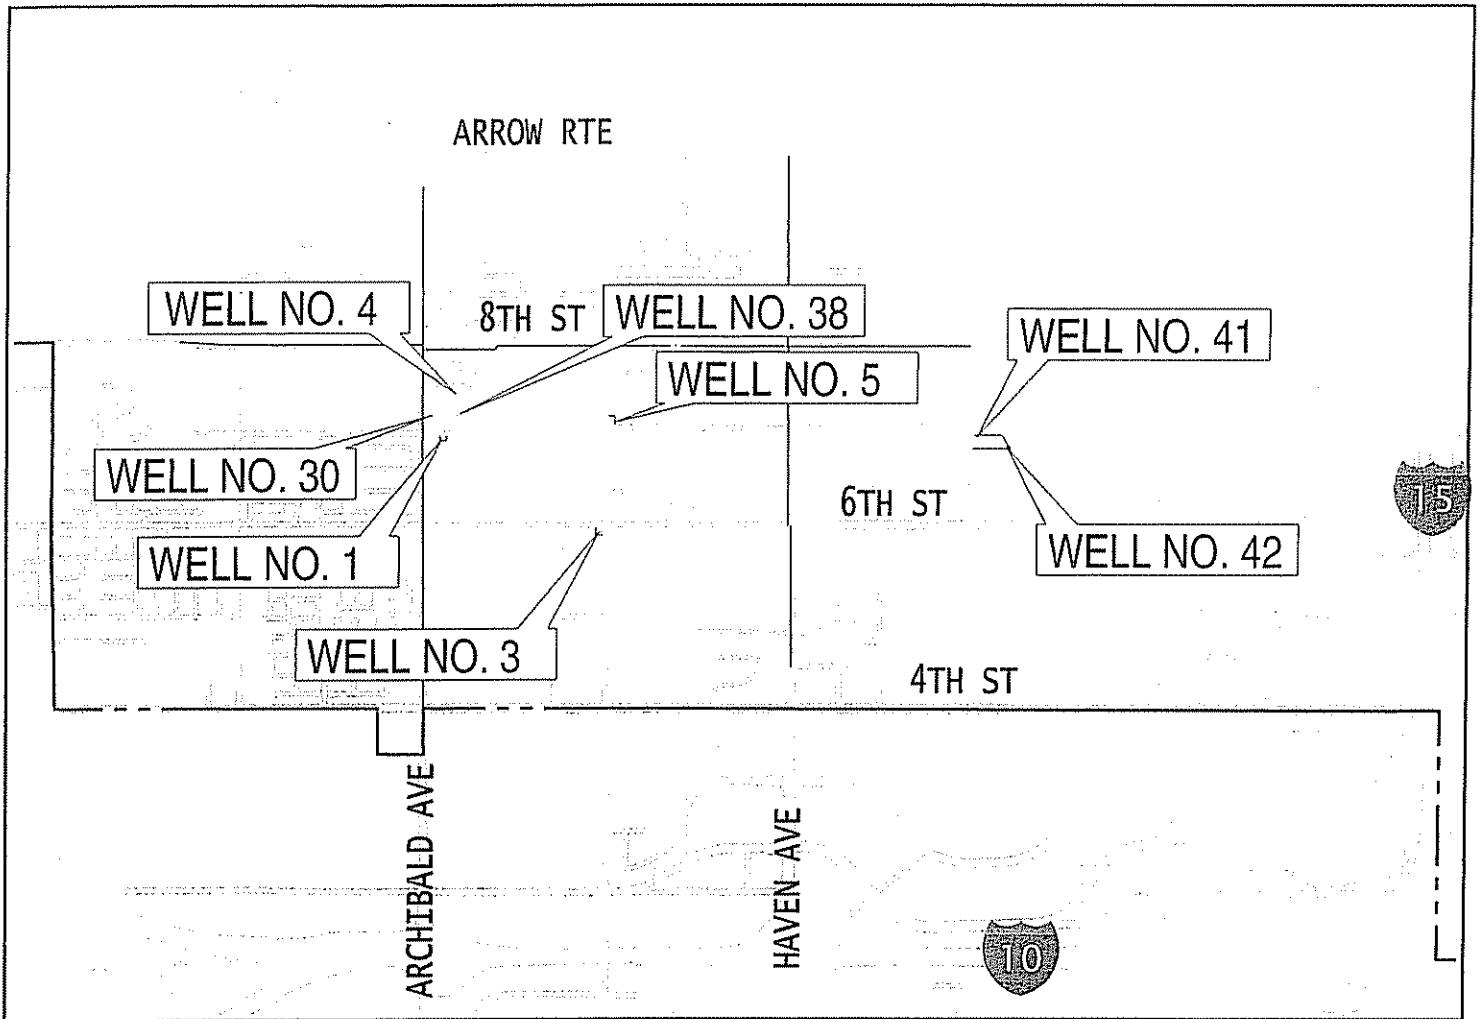 ARROW RTE
WELL NO. 4
8TH ST
WELL NO. 38
WELL NO. 41
WELL NO. 5
WELL NO. 30
15
6TH ST
WELL NO. 1
WELL NO. 42
WELL NO. 3
4TH ST
ARCHIBALD AVE
HAVEN AVE
10